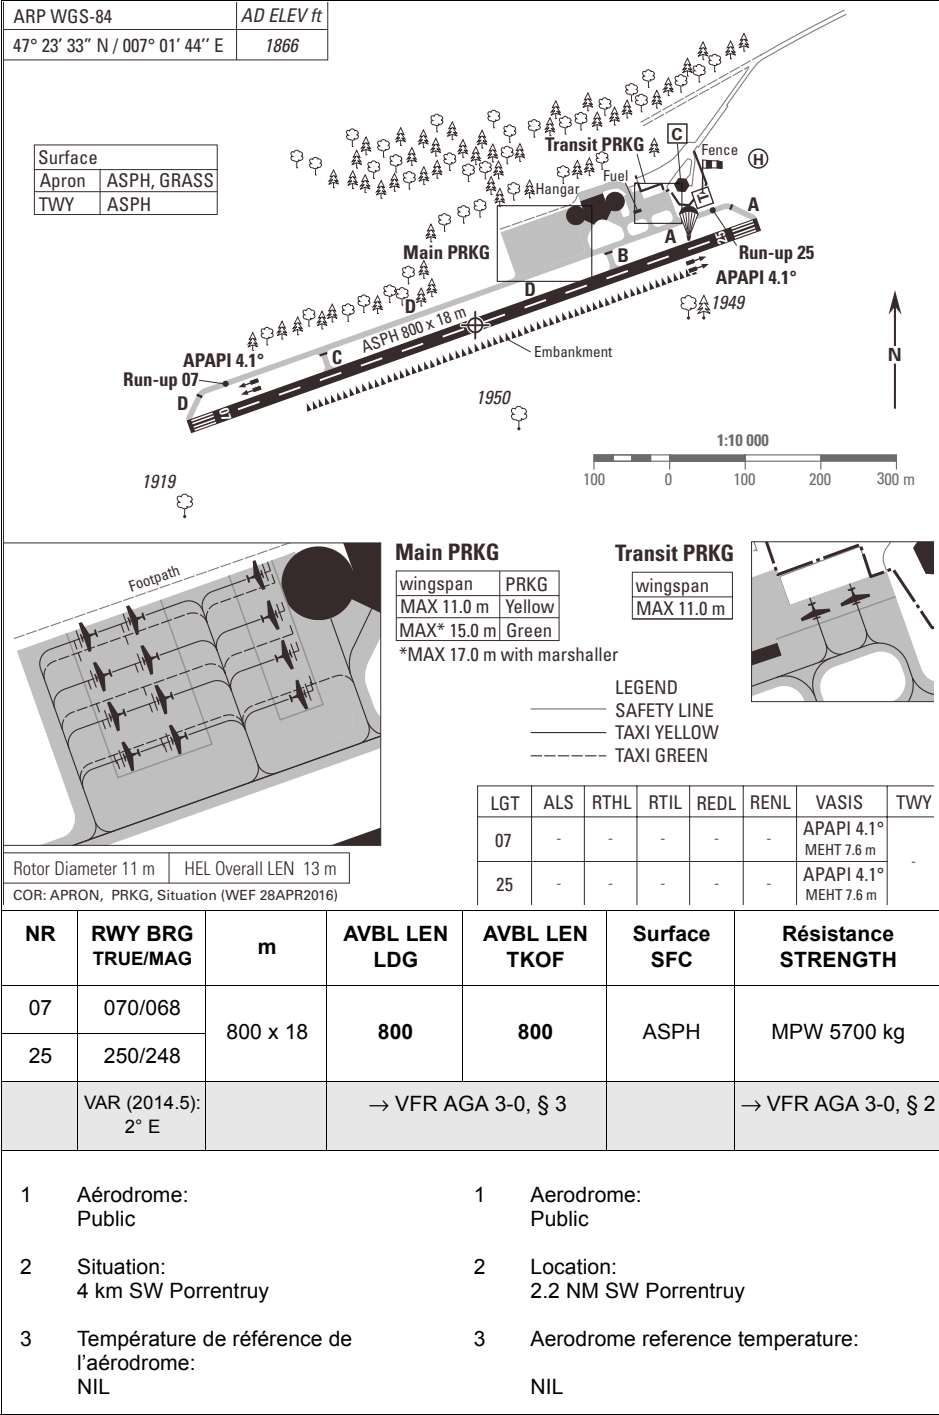 ARP WGS-84 AD ELEV ft
47° 23' 33" N / 007° 01' 44'' E 1866
Surface
Apron ASPH, GRASS
TWY ASPH
Transit PRKG
C
Fence
H
Fuel
Hangar
T
A
A
Main PRKG
B
25
Run-up 25
APAPI 4.1°
D
D
1949
ASPH 800 x 18 m
N
Embankment
APAPI 4.1°
C
Run-up 07
D
07
1950
1:10 000
100 0 100 200 300 m
1919
Footpath
Main PRKG
wingspan PRKG
MAX 11.0 m Yellow
MAX* 15.0 m Green
*MAX 17.0 m with marshaller
Transit PRKG
wingspan
MAX 11.0 m
LEGEND
SAFETY LINE
TAXI YELLOW
TAXI GREEN
LGT ALS RTHL RTIL REDL RENL VASIS TWY
07 - - - - - APAPI 4.1° -
MEHT 7.6 m
25 - - - - - APAPI 4.1°
MEHT 7.6 m
Rotor Diameter 11 m HEL Overall LEN 13 m
COR: APRON, PRKG, Situation (WEF 28APR2016)
NR RWY BRG m AVBL LEN AVBL LEN Surface Résistance
TRUE/MAG LDG TKOF SFC STRENGTH
07 070/068 800 x 18 800 800 ASPH MPW 5700 kg
25 250/248
VAR (2014.5): → VFR AGA 3-0, § 3 → VFR AGA 3-0, § 2
2° E
1 Aérodrome:
Public
2 Situation:
4 km SW Porrentruy
3 Température de référence de
l'aérodrome:
NIL
1 Aerodrome:
Public
2 Location:
2.2 NM SW Porrentruy
3 Aerodrome reference temperature:
NIL